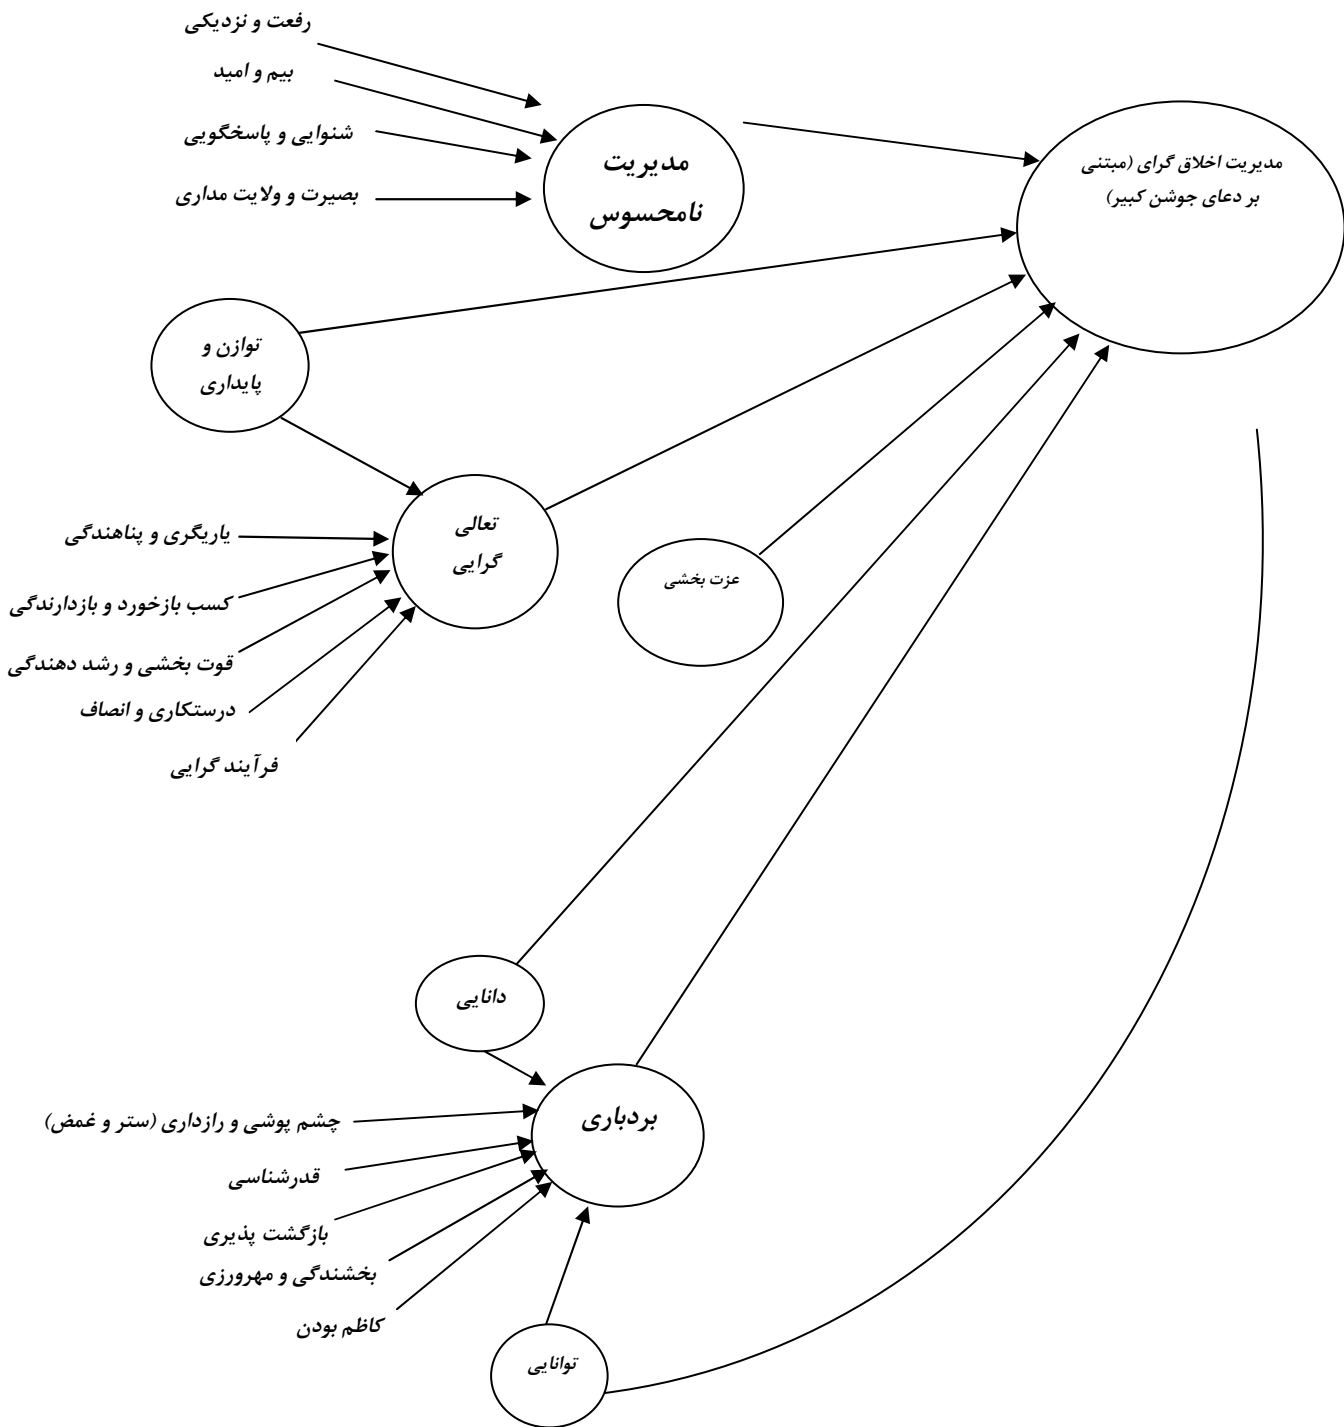 رفعت و نزدیکی
بیم و امید
شنوایی و پاسخگویی
بصیرت و ولایت مداری
مدیریت
نامحسوس
مدیریت اخلاق گرای (مبتنی
بر دعای جوشن کبیر)
توازن و
پایداری
تعالی
گرایی
یاریگری و پناهندگی
کسب بازخورد و بازدارندگی
قوت بخشی و رشد دهندگی
درستکاری و انصاف
فرآیند گرایی
عزت بخشی
دانایی
بردباری
چشم پوشی و رازداری (ستر و غمض)
قدرشناسی
بازگشت پذیری
بخشندگی و مهرورزی
کاظم بودن
توانایی